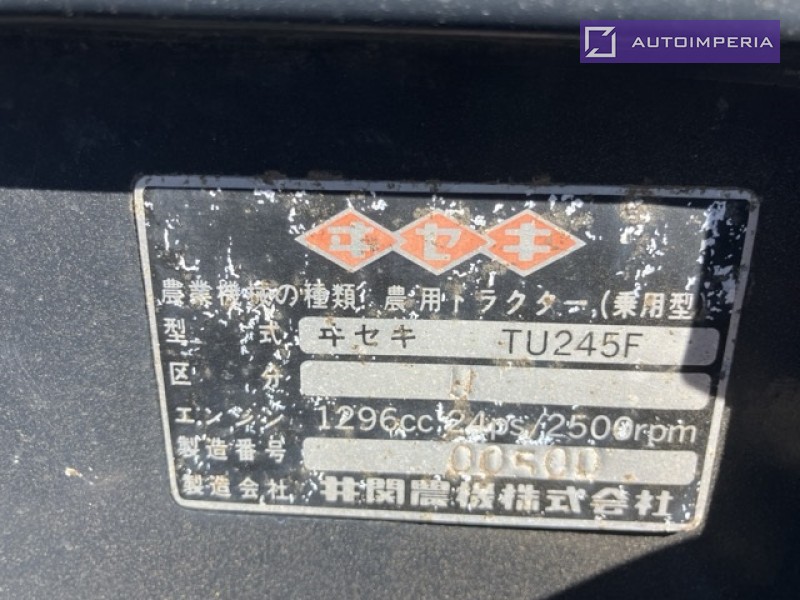 AUTOIMPERIA
ヰセキ
農業機械の種類 農用トラクター(乗用型)
型式 ヰセキ TU245F
区分
エンジン 1296cc,24ps/2500rpm
製造番号 00500
製造会社 井関農機株式会社